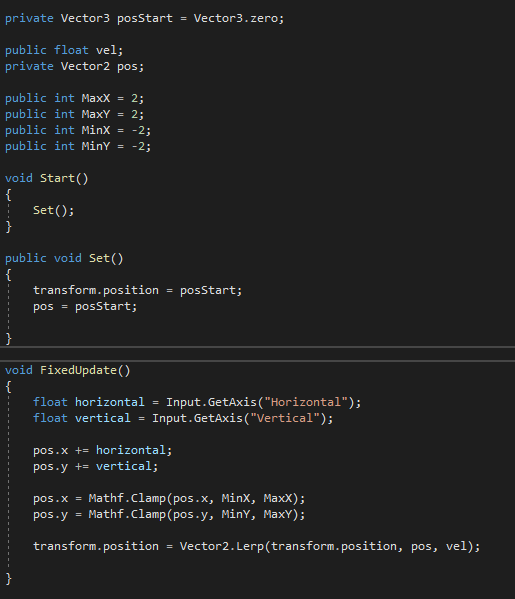 private Vector3 posStart = Vector3.zero;
public float vel;
private Vector2 pos;
public int MaxX = 2;
public int MaxY = 2;
public int MinX = -2;
public int MinY = -2;
void Start()
{
Set();
}
public void Set()
{
transform.position = posStart;
pos = posStart;
}
void FixedUpdate()
{
float horizontal = Input.GetAxis("Horizontal");
float vertical = Input.GetAxis("Vertical");
pos.x += horizontal;
pos.y += vertical;
pos.x = Mathf.Clamp(pos.x, MinX, MaxX);
pos.y = Mathf.Clamp(pos.y, MinY, MaxY);
transform.position = Vector2.Lerp(transform.position, pos, vel);
}